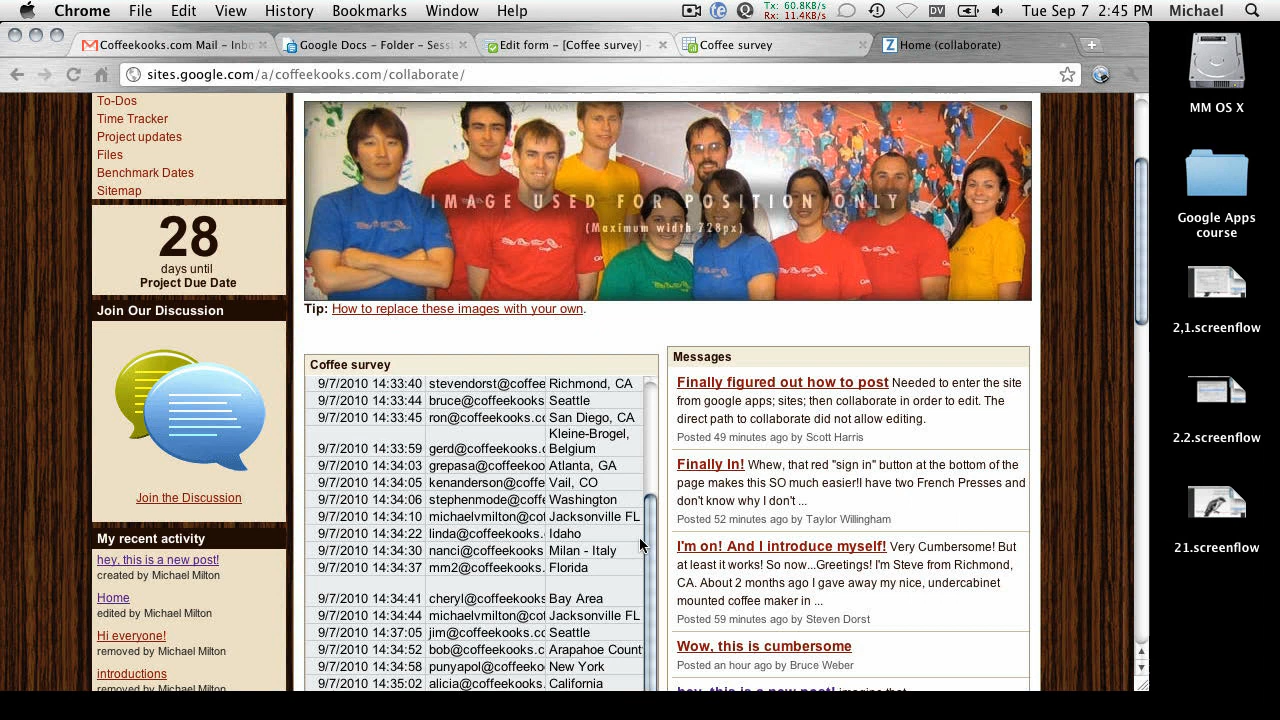 Chrome File Edit View History Bookmarks Window Help Tx: 60.8KB/s Rx: 11.4KB/s DV Tue Sep 7 2:45 PM Michael
Coffeekooks.com Mail – Inbo
Google Docs – Folder – Sess
Edit form – [Coffee survey] –
Coffee survey
Home (collaborate)
sites.google.com/a/coffeekooks.com/collaborate/
To-Dos
Time Tracker
Project updates
Files
Benchmark Dates
Sitemap
28
days until
Project Due Date
Join Our Discussion
Join the Discussion
My recent activity
hey, this is a new post!
created by Michael Milton
Home
edited by Michael Milton
Hi everyone!
removed by Michael Milton
introductions
removed by Michael Milton
IMAGE USED FOR POSITION ONLY
(Maximum width 728px)
Tip: How to replace these images with your own.
Coffee survey
9/7/2010 14:33:40 stevendorst@coffee Richmond, CA
9/7/2010 14:33:44 bruce@coffeekooks Seattle
9/7/2010 14:33:45 ron@coffeekooks.cc San Diego, CA
9/7/2010 14:33:59 gerd@coffeekooks.c Kleine-Brogel,
Belgium
9/7/2010 14:34:03 grepasa@coffeekoo Atlanta, GA
9/7/2010 14:34:05 kenanderson@coffee Vail, CO
9/7/2010 14:34:06 stephenmode@coffe Washington
9/7/2010 14:34:10 michaelvmilton@cof Jacksonville FL
9/7/2010 14:34:22 linda@coffeekooks. Idaho
9/7/2010 14:34:30 nanci@coffeekooks Milan - Italy
9/7/2010 14:34:37 mm2@coffeekooks. Florida
9/7/2010 14:34:41 cheryl@coffeekooks Bay Area
9/7/2010 14:34:44 michaelvmilton@cof Jacksonville FL
9/7/2010 14:37:05 jim@coffeekooks.cc Seattle
9/7/2010 14:34:52 bob@coffeekooks.c Arapahoe Count
9/7/2010 14:34:58 punyapol@coffeeko New York
9/7/2010 14:35:02 alicia@coffeekooks California
Messages
Finally figured out how to post Needed to enter the site
from google apps; sites; then collaborate in order to edit. The
direct path to collaborate did not allow editing.
Posted 49 minutes ago by Scott Harris
Finally In! Whew, that red "sign in" button at the bottom of the
page makes this SO much easier!I have two French Presses and
don't know why I don't ...
Posted 52 minutes ago by Taylor Willingham
I'm on! And I introduce myself! Very Cumbersome! But
at least it works! So now...Greetings! I'm Steve from Richmond,
CA. About 2 months ago I gave away my nice, undercabinet
mounted coffee maker in ...
Posted 59 minutes ago by Steven Dorst
Wow, this is cumbersome
Posted an hour ago by Bruce Weber
hey, this is a new post! imagine that
MM OS X
Google Apps
course
2,1.screenflow
2.2.screenflow
21.screenflow